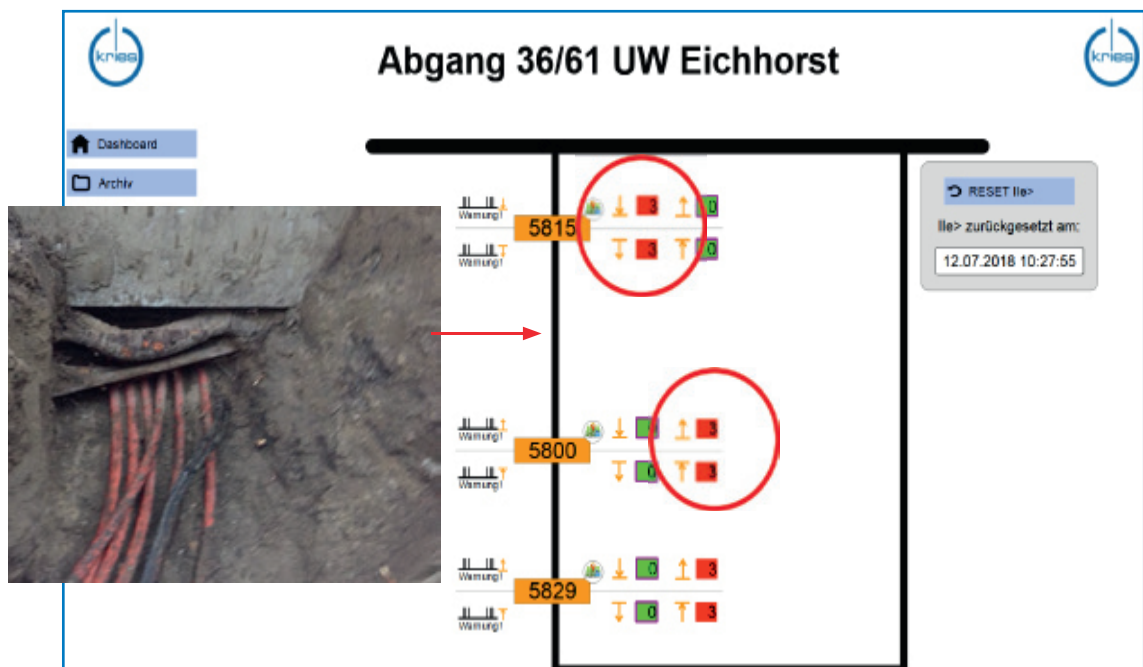 kries
Abgang 36/61 UW Eichhorst
kries
Dashboard
Archiv
RESET IIe>
IIe> zurückgesetzt am:
12.07.2018 10:27:55
Warnung!
5815
3
0
Warnung!
3
0
Warnung!
5800
0
3
Warnung!
0
3
Warnung!
5829
0
3
Warnung!
0
3